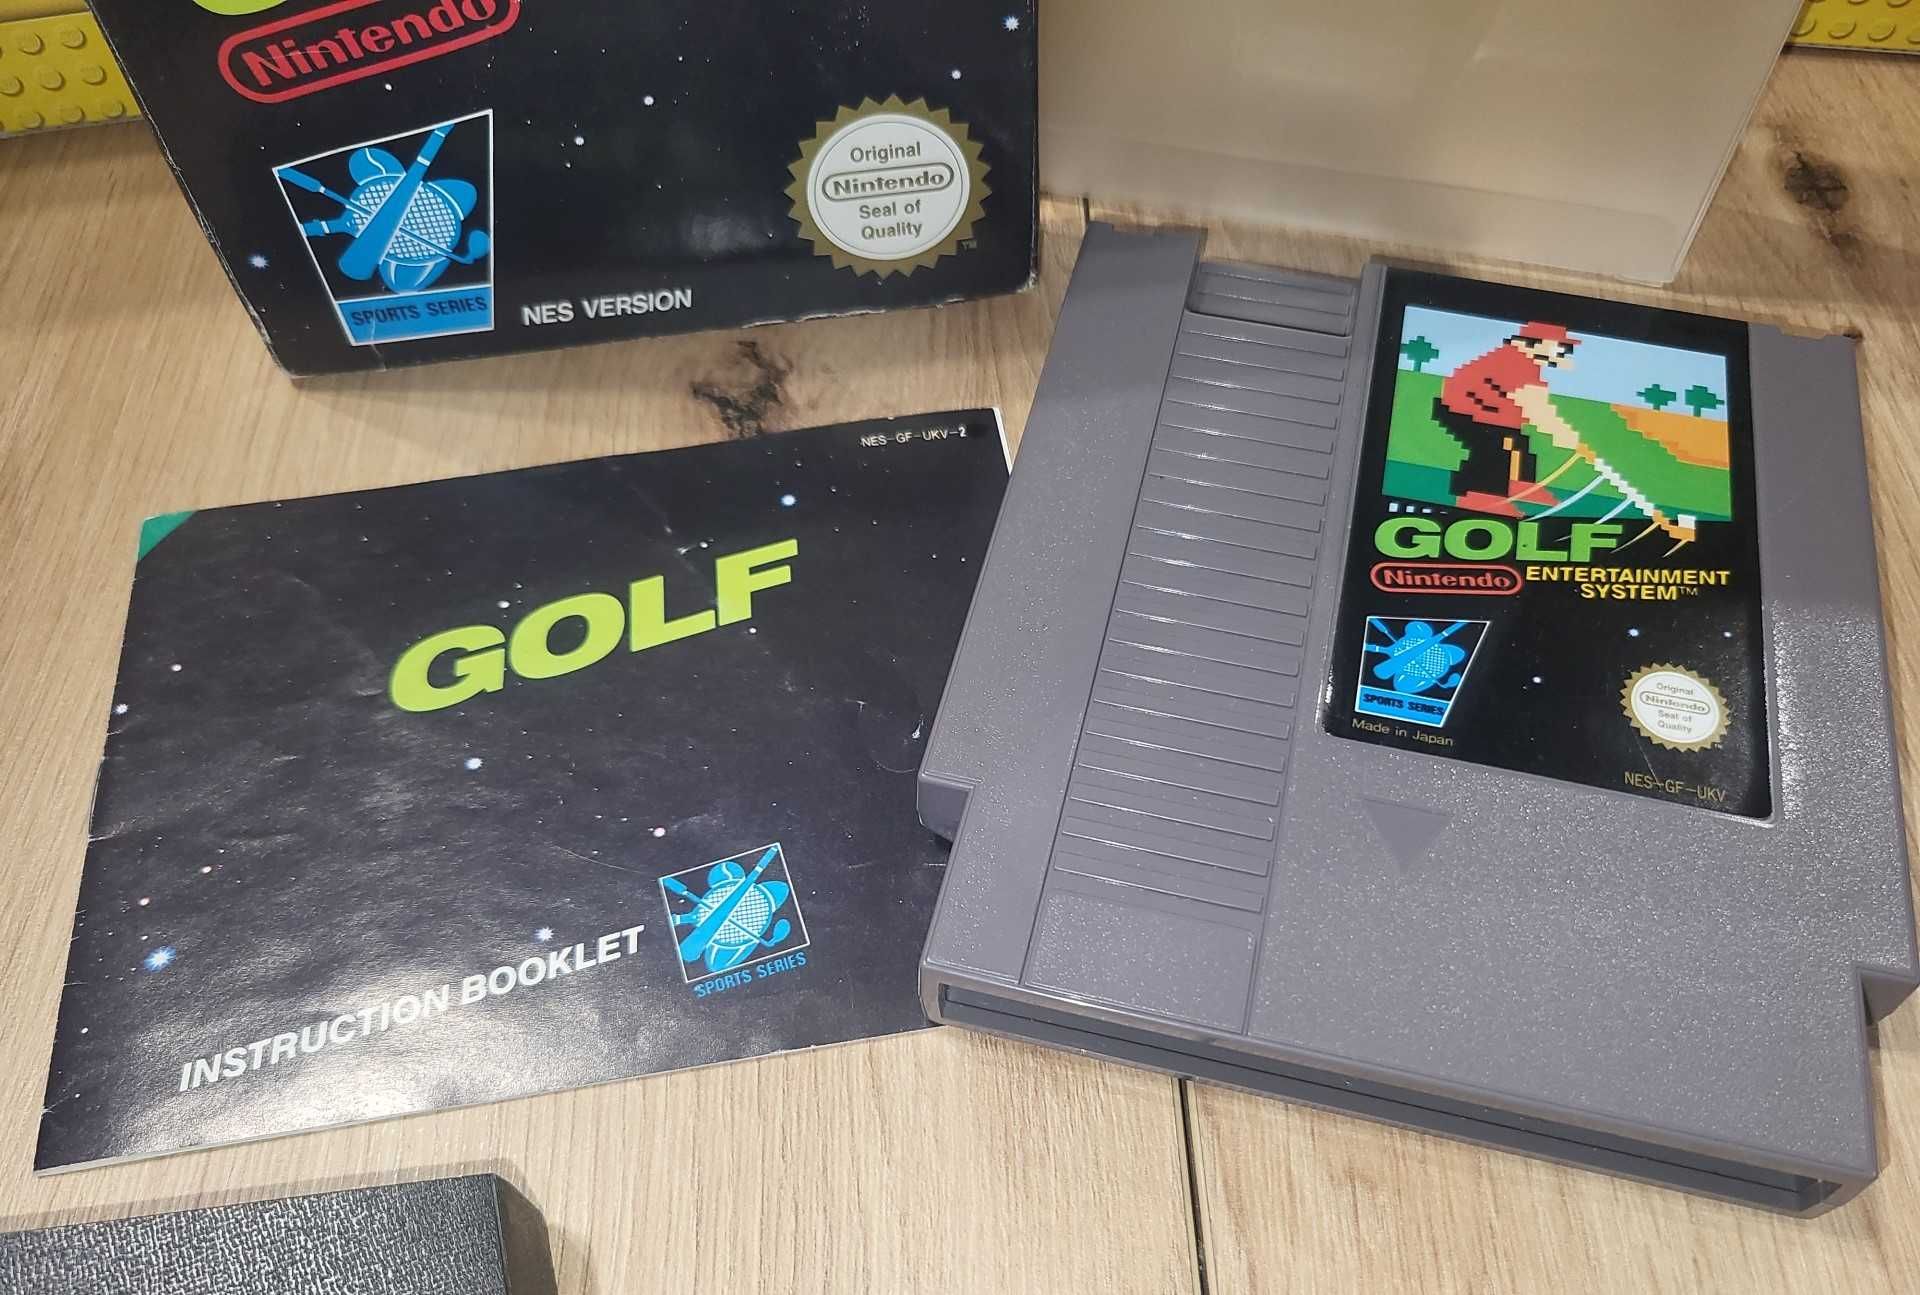 Nintendo
SPORTS SERIES
NES VERSION
Original
Nintendo
Seal of
Quality
TM
NES-GF-UKV-2
GOLF
INSTRUCTION BOOKLET
SPORTS SERIES
GOLF
Nintendo ENTERTAINMENT
SYSTEM™
SPORTS SERIES
Made in Japan
Original
Nintendo
Seal of
Quality
NES-GF-UKV